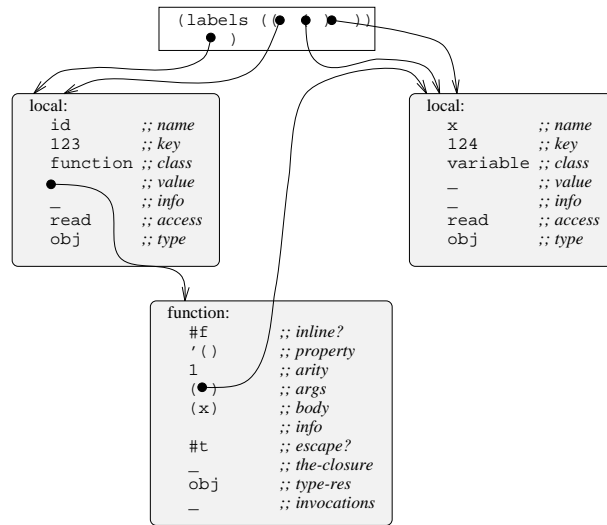 (labels (( ) ))
)
local:
id ;; name
123 ;; key
function ;; class
;; value
_ ;; info
read ;; access
obj ;; type
local:
x ;; name
124 ;; key
variable ;; class
_ ;; value
_ ;; info
read ;; access
obj ;; type
function:
#f ;; inline?
'() ;; property
1 ;; arity
( ) ;; args
(x) ;; body
;; info
#t ;; escape?
_ ;; the-closure
obj ;; type-res
_ ;; invocations